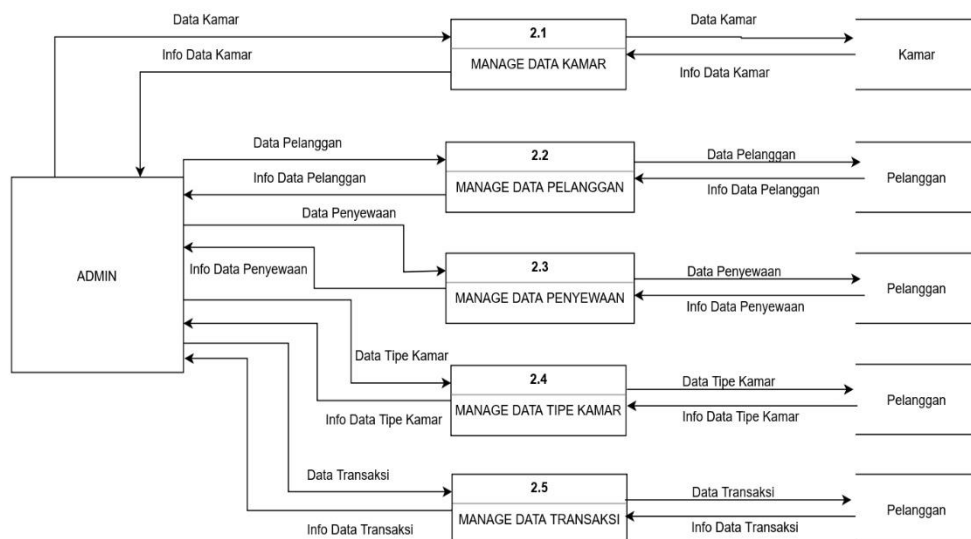 Data Kamar
2.1
Data Kamar
Info Data Kamar
MANAGE DATA KAMAR
Info Data Kamar
Kamar
Data Pelanggan
2.2
Data Pelanggan
Info Data Pelanggan
MANAGE DATA PELANGGAN
Info Data Pelanggan
Pelanggan
Data Penyewaan
ADMIN
Info Data Penyewaan
2.3
Data Penyewaan
MANAGE DATA PENYEWAAN
Info Data Penyewaan
Pelanggan
Data Tipe Kamar
2.4
Data Tipe Kamar
Info Data Tipe Kamar
MANAGE DATA TIPE KAMAR
Info Data Tipe Kamar
Pelanggan
Data Transaksi
2.5
Data Transaksi
Info Data Transaksi
MANAGE DATA TRANSAKSI
Info Data Transaksi
Pelanggan